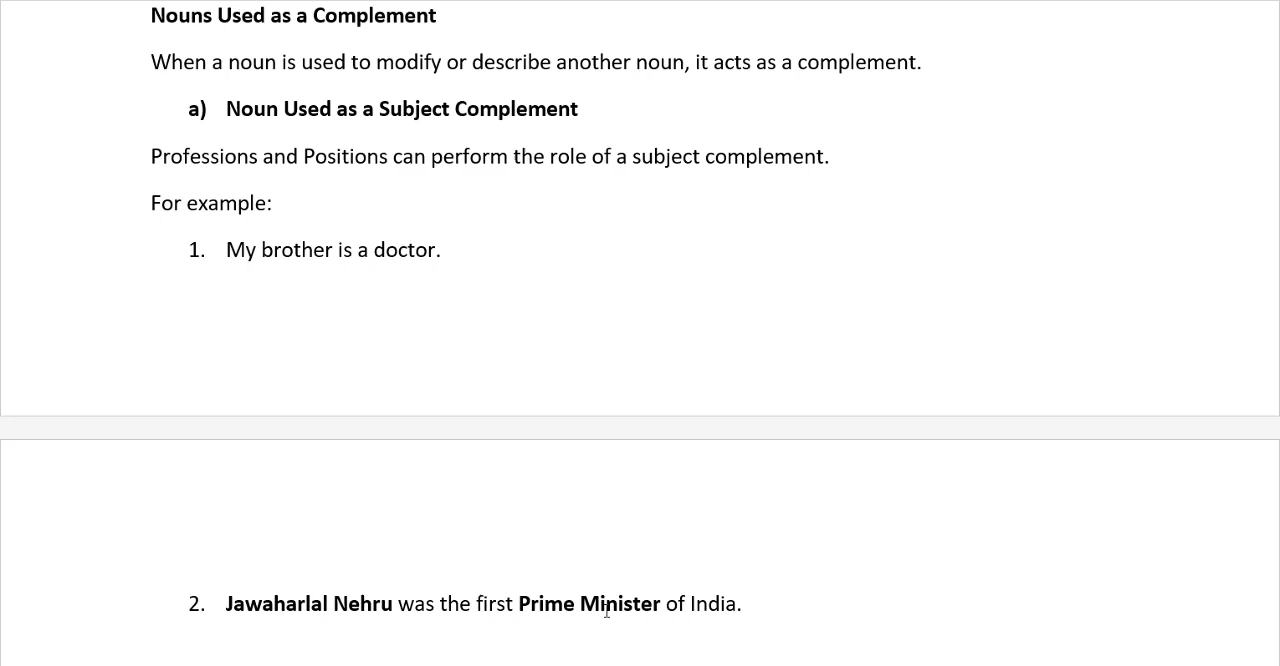 Nouns Used as a Complement
When a noun is used to modify or describe another noun, it acts as a complement.
a) Noun Used as a Subject Complement
Professions and Positions can perform the role of a subject complement.
For example:
1. My brother is a doctor.
2. Jawaharlal Nehru was the first Prime Minister of India.